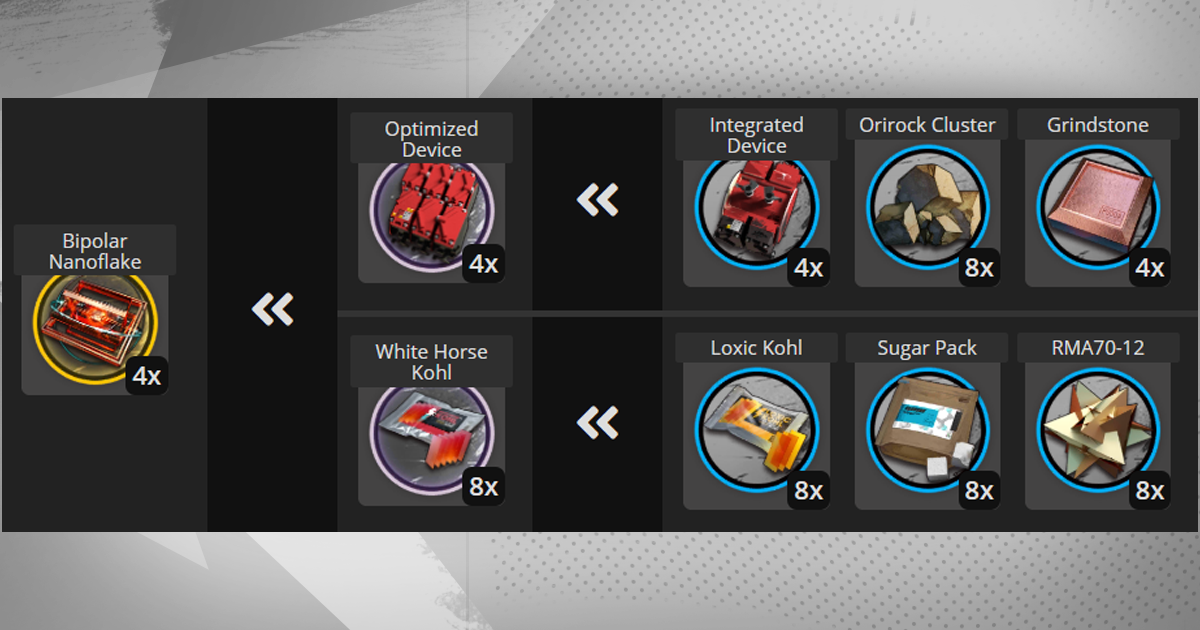 Bipolar
Nanoflake
4x
Optimized
Device
4x
Integrated
Device
4x
Orirock Cluster
8x
Grindstone
4x
White Horse
Kohl
8x
Loxic Kohl
8x
Sugar Pack
8x
RMA70-12
8x